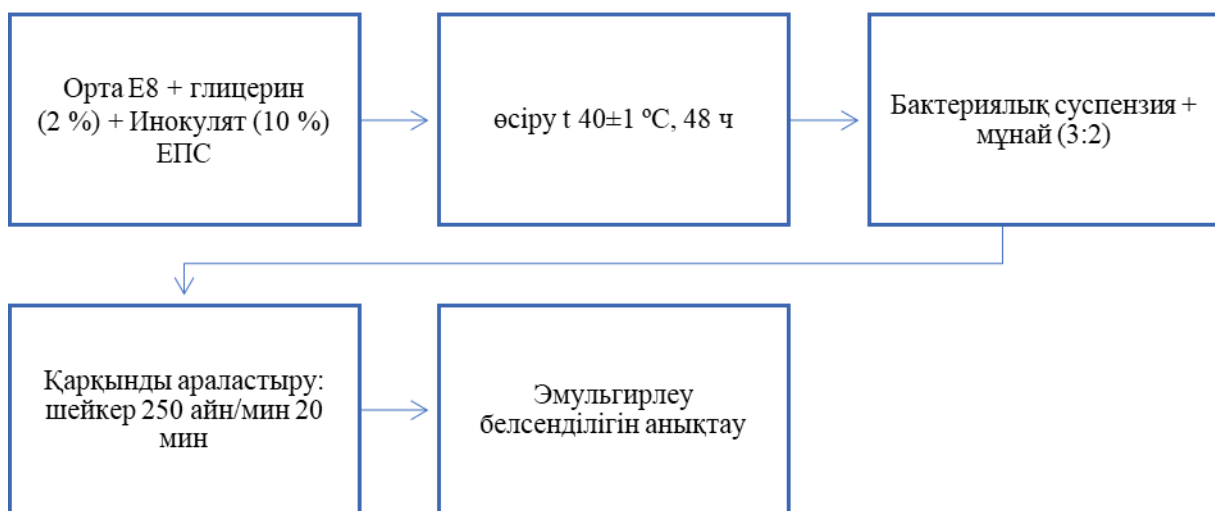 Орта Е8 + глицерин
(2 %) + Инокулят (10 %)
ЕПС
өсіру t 40±1 ºС, 48 ч
Бактериялық суспензия +
мұнай (3:2)
Қарқынды араластыру:
шейкер 250 айн/мин 20
мин
Эмульгирлеу
белсенділігін анықтау